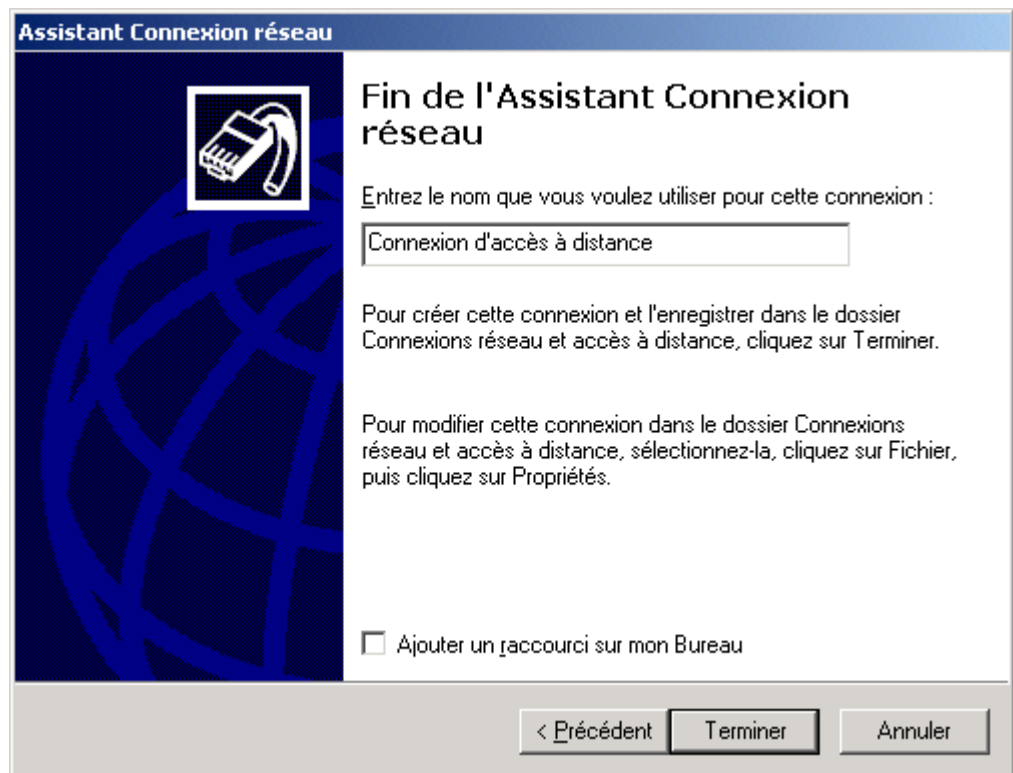 Assistant Connexion réseau
Fin de l'Assistant Connexion
réseau
Entrez le nom que vous voulez utiliser pour cette connexion :
Connexion d'accès à distance
Pour créer cette connexion et l'enregistrer dans le dossier
Connexions réseau et accès à distance, cliquez sur Terminer.
Pour modifier cette connexion dans le dossier Connexions
réseau et accès à distance, sélectionnez-la, cliquez sur Fichier,
puis cliquez sur Propriétés.
Ajouter un raccourci sur mon Bureau
< Précédent
Terminer
Annuler